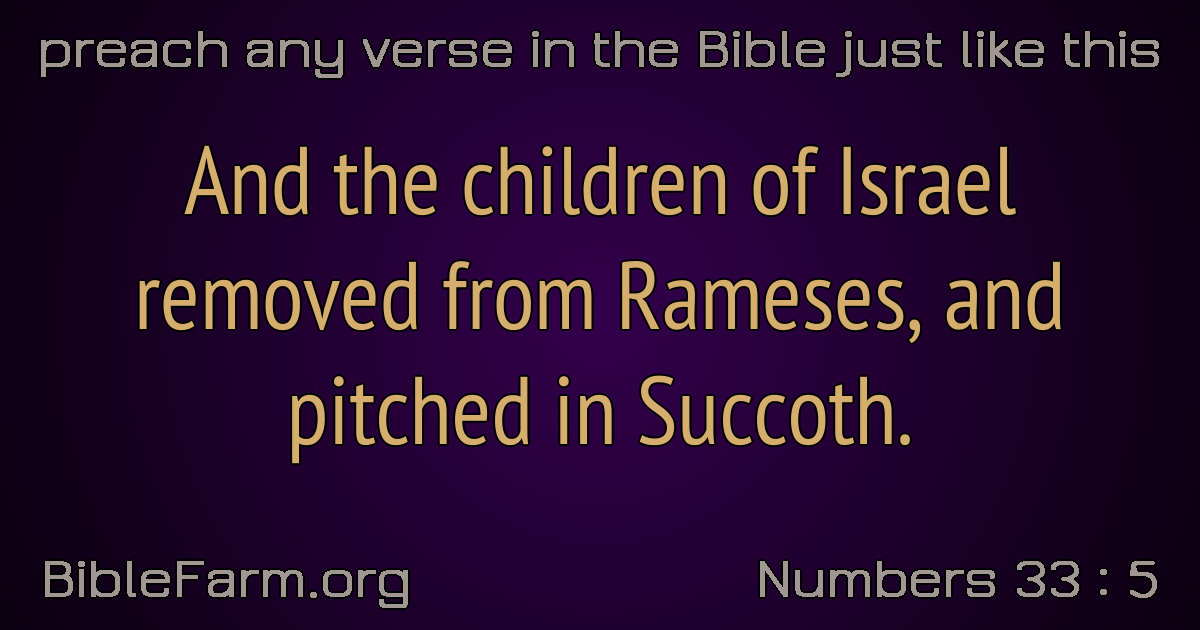 preach any verse in the Bible just like this
And the children of Israel
removed from Rameses, and
pitched in Succoth.
BibleFarm.org
Numbers 33 : 5